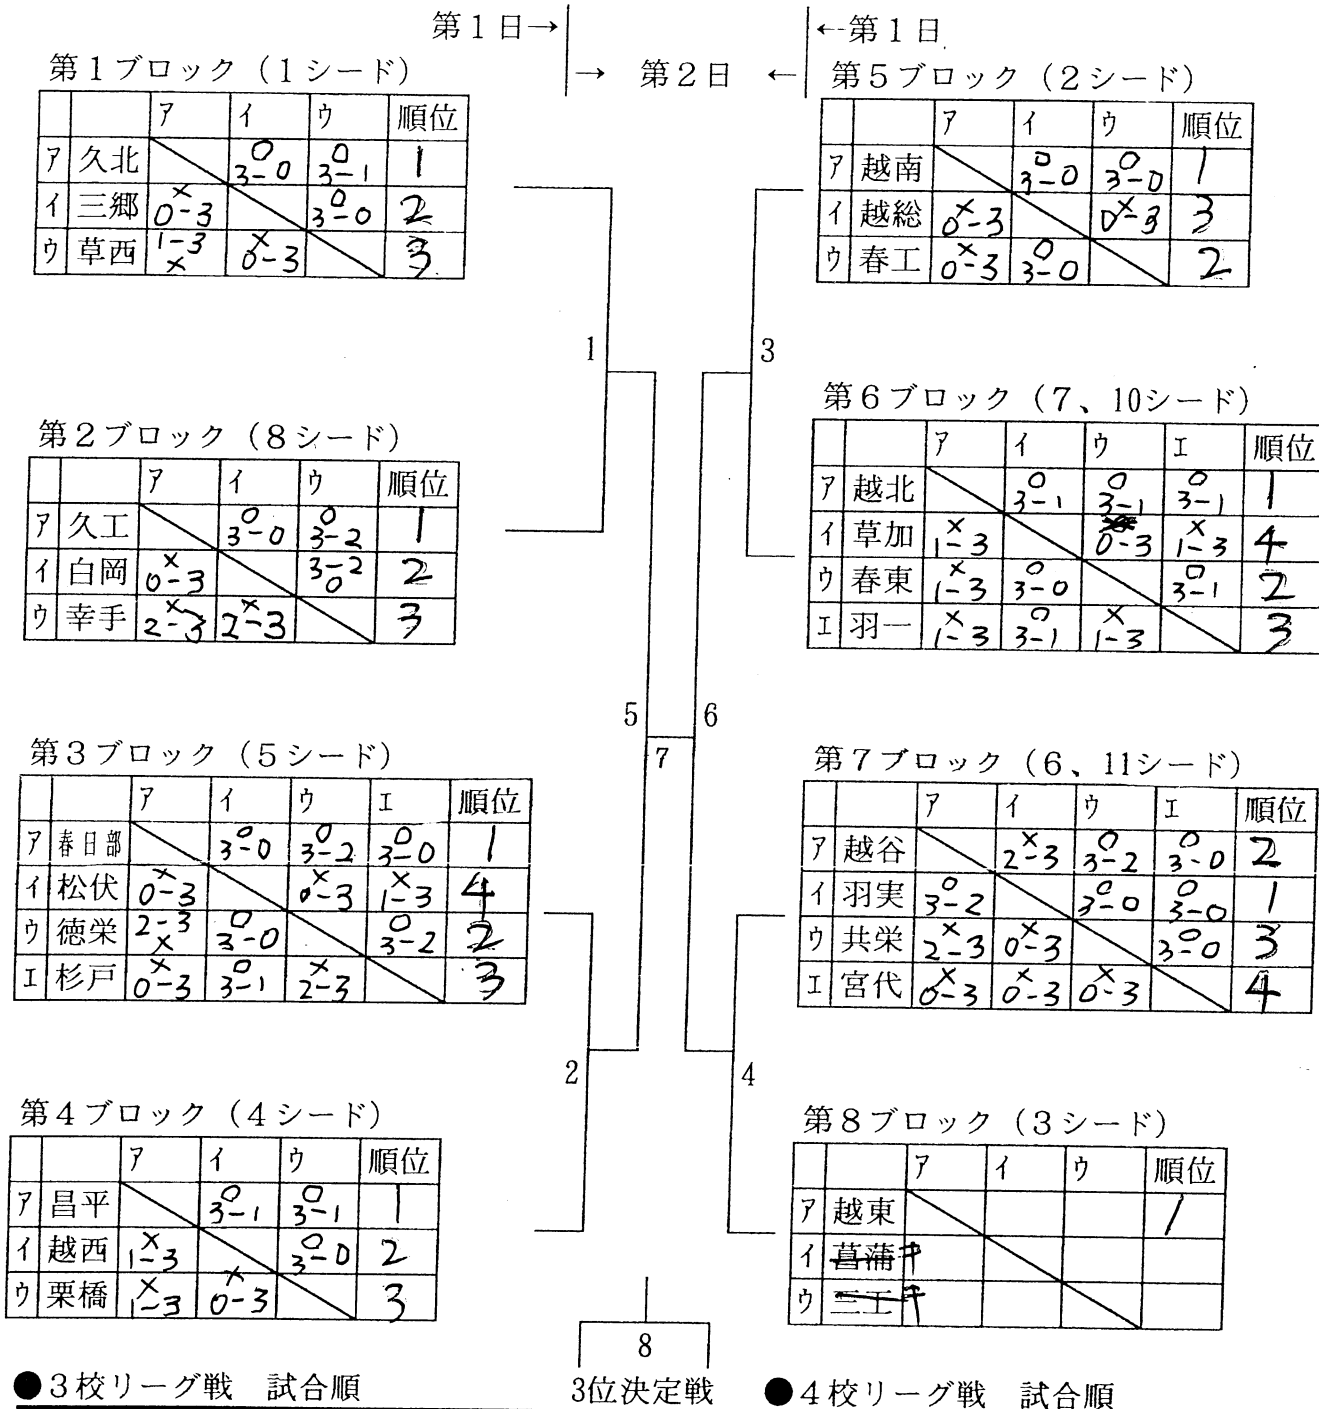 第１日→
←第１日
→ 第２日 ←
第１ブロック（１シード）
ア イ ウ 順位
ア 久北 ○3-0 ○3-1 1
イ 三郷 ×0-3 ○3-0 2
ウ 草西 1-3× ×0-3 3
第２ブロック（８シード）
ア イ ウ 順位
ア 久工 ○3-0 ○3-2 1
イ 白岡 ×0-3 3-2○ 2
ウ 幸手 ×2-3 ×2-3 3
第３ブロック（５シード）
ア イ ウ エ 順位
ア 春日部 ○3-0 ○3-2 ○3-0 1
イ 松伏 ×0-3 ×0-3 ×1-3 4
ウ 徳栄 2-3× ○3-0 ○3-2 2
エ 杉戸 ×0-3 ○3-1 ×2-3 3
第４ブロック（４シード）
ア イ ウ 順位
ア 昌平 ○3-1 ○3-1 1
イ 越西 ×1-3 ○3-0 2
ウ 栗橋 ×1-3 ×0-3 3
1
2
5
7
6
3
4
8
3位決定戦
第５ブロック（２シード）
ア イ ウ 順位
ア 越南 ○3-0 ○3-0 1
イ 越総 ×0-3 ×0-3 3
ウ 春工 ×0-3 ○3-0 2
第６ブロック（７、10シード）
ア イ ウ エ 順位
ア 越北 ○3-1 ○3-1 ○3-1 1
イ 草加 ×1-3 0-3 ×1-3 4
ウ 春東 ×1-3 ○3-0 ○3-1 2
エ 羽一 ×1-3 ○3-1 ×1-3 3
第７ブロック（６、11シード）
ア イ ウ エ 順位
ア 越谷 ×2-3 ○3-2 ○3-0 2
イ 羽実 ○3-2 ○3-0 ○3-0 1
ウ 共栄 ×2-3 ×0-3 ○3-0 3
エ 宮代 ×0-3 ×0-3 ×0-3 4
第８ブロック（３シード）
ア イ ウ 順位
ア 越東 1
イ 菖蒲 キ
ウ 三工 キ
●３校リーグ戦 試合順
●４校リーグ戦 試合順